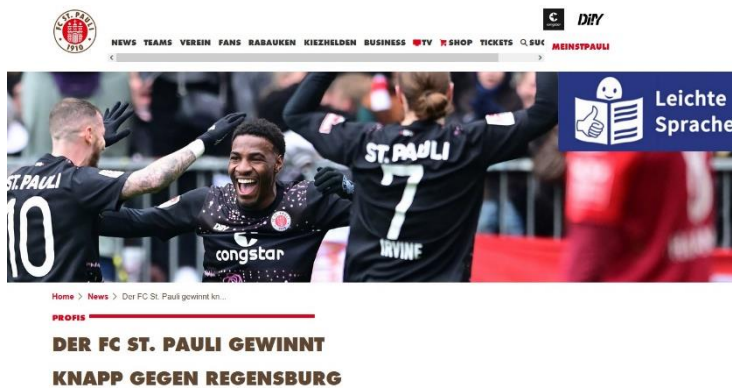 FC ST. PAULI
1910
congstar
DIIY
NEWS TEAMS VEREIN FANS RABAUKEN KIEZHELDEN BUSINESS TV SHOP TICKETS SUC MEINSTPAULI
Leichte
Sprache
ST. PAULI
10
congstar
ST. PAULI
7
IRVINE
Home > News > Der FC St. Pauli gewinnt kn...
PROFIS
DER FC ST. PAULI GEWINNT
KNAPP GEGEN REGENSBURG